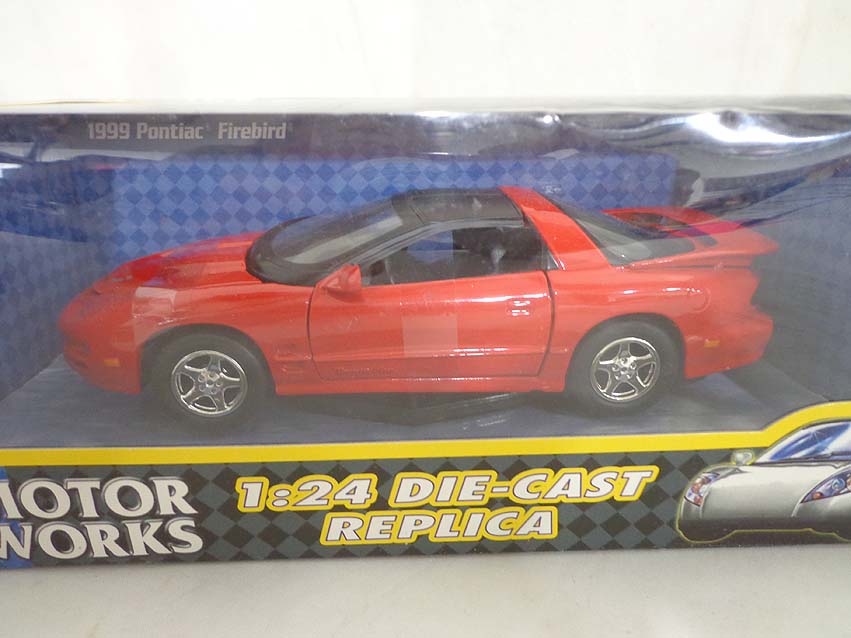 1999 Pontiac Firebird
MOTOR
WORKS
1:24 DIE-CAST
REPLICA